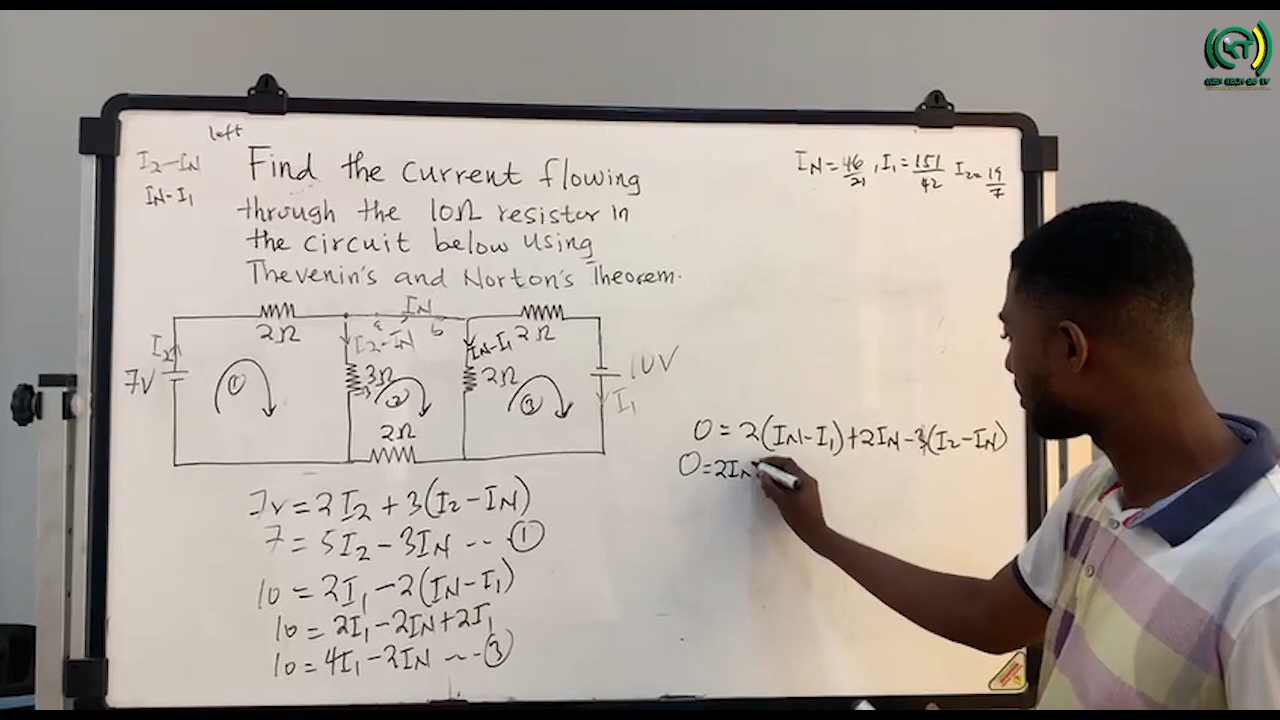 left
I₂-IN
IN-I₁
Find the current flowing
through the 10Ω resistor in
the circuit below using
Thevenin's and Norton's Theorem.
IN=46/21, I₁=151/42 I₂=19/7
KT
IN
a b
2Ω
2Ω
I₂
I₂-IN
IN-I₁
7V
1
3Ω
2
2Ω
3
10V
I₁
2Ω
7v=2I₂+3(I₂-IN)
7=5I₂-3IN --①
10=2I₁-2(IN-I₁)
10=2I₁-2IN+2I₁
10=4I₁-2IN --③
0=2(IN-I₁)+2IN-3(I₂-IN)
0=2IN